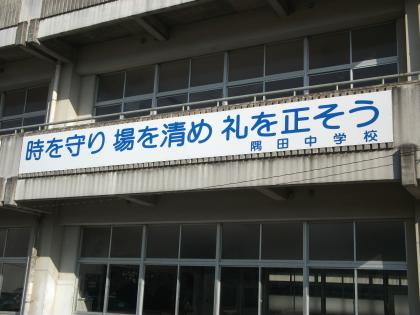 時を守り 場を清め 礼を正そう
隅田中学校